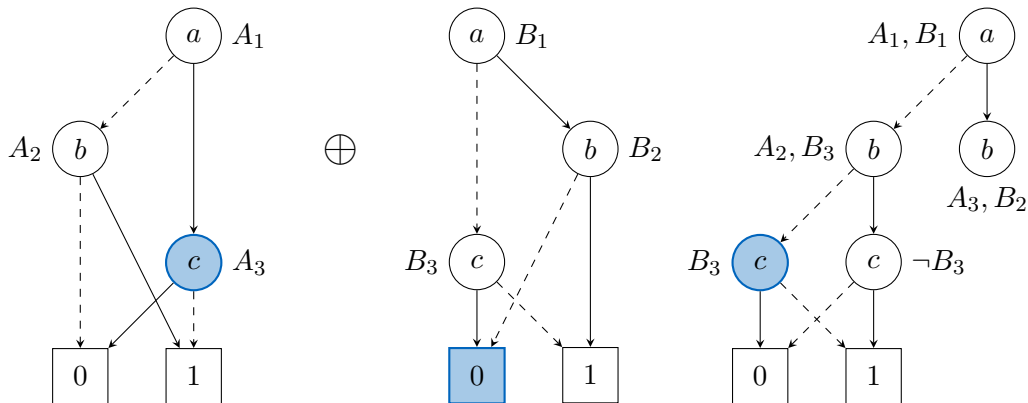 a A₁
a B₁
A₁, B₁ a
A₂ b
⊕
b B₂
A₂, B₃ b
b
A₃, B₂
c A₃
B₃ c
B₃ c
c ¬B₃
0 1
0 1
0 1